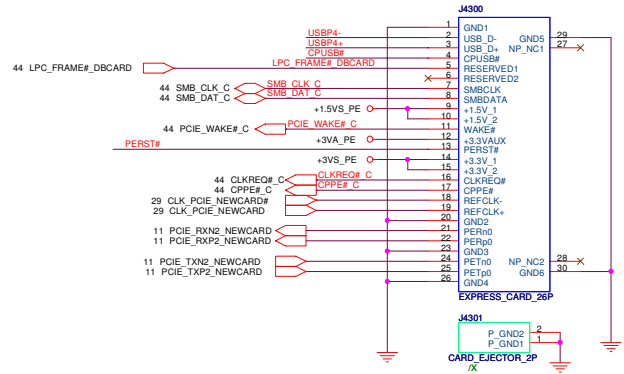 J4300
1 GND1
USBP4- 2 USB_D- GND5 29
USBP4+ 3 USB_D+ NP_NC1 27
CPUSB# 4 CPUSB#
44 LPC_FRAME#_DBCARD LPC_FRAME#_DBCARD 5 RESERVED1
6 RESERVED2
44 SMB_CLK_C SMB_CLK_C 7 SMBCLK
44 SMB_DAT_C SMB_DAT_C 8 SMBDATA
+1.5VS_PE 9 +1.5V_1
10 +1.5V_2
44 PCIE_WAKE#_C PCIE_WAKE#_C 11 WAKE#
+3VA_PE 12 +3.3VAUX
PERST# 13 PERST#
+3VS_PE 14 +3.3V_1
15 +3.3V_2
44 CLKREQ#_C CLKREQ#_C 16 CLKREQ#
44 CPPE#_C CPPE#_C 17 CPPE#
29 CLK_PCIE_NEWCARD# 18 REFCLK-
29 CLK_PCIE_NEWCARD 19 REFCLK+
20 GND2
11 PCIE_RXN2_NEWCARD 21 PERn0
11 PCIE_RXP2_NEWCARD 22 PERp0
23 GND3
11 PCIE_TXN2_NEWCARD 24 PETn0 NP_NC2 28
11 PCIE_TXP2_NEWCARD 25 PETp0 GND6 30
26 GND4
EXPRESS_CARD_26P
J4301
P_GND2 2
P_GND1 1
CARD_EJECTOR_2P
/X